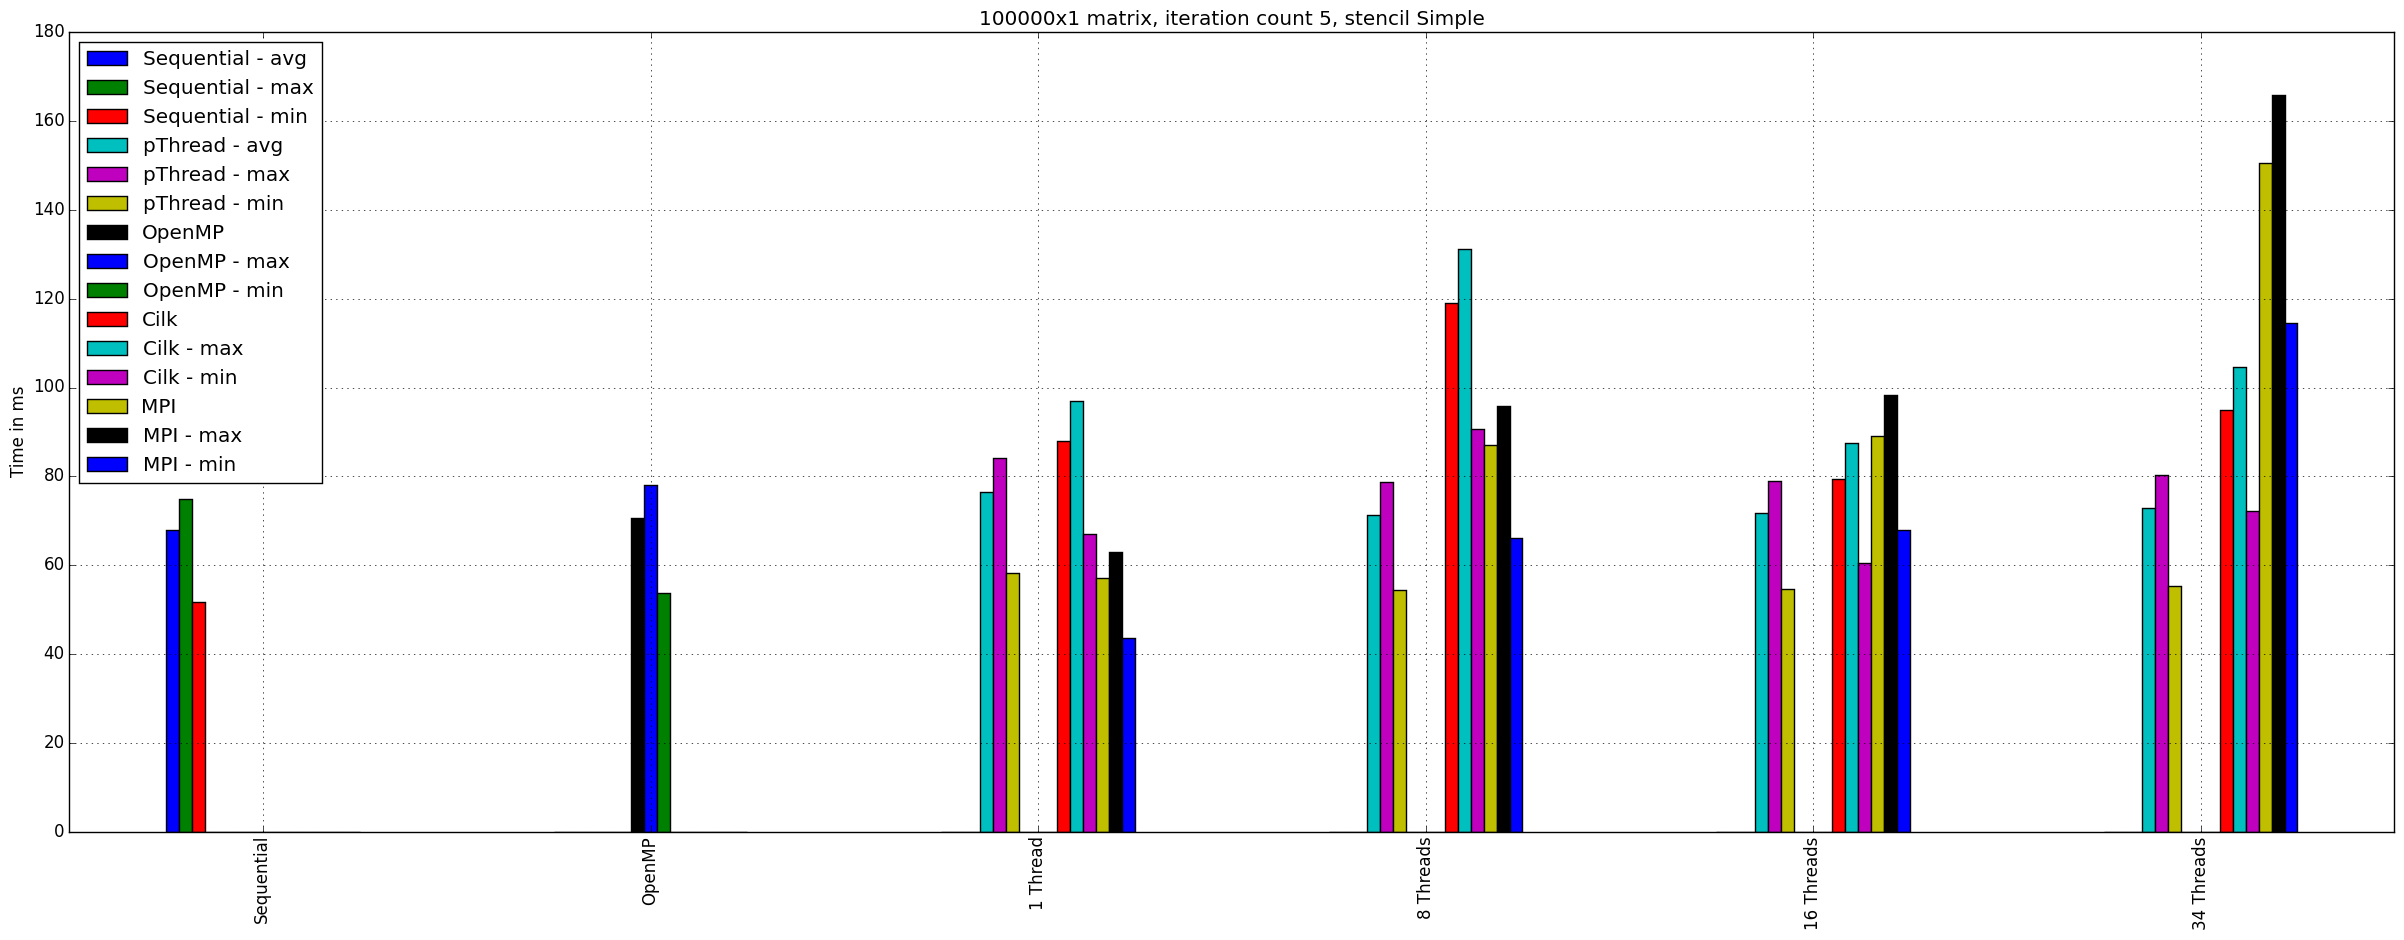 100000x1 matrix, iteration count 5, stencil Simple
Time in ms
180
160
140
120
100
80
60
40
20
0
Sequential - avg
Sequential - max
Sequential - min
pThread - avg
pThread - max
pThread - min
OpenMP
OpenMP - max
OpenMP - min
Cilk
Cilk - max
Cilk - min
MPI
MPI - max
MPI - min
Sequential
OpenMP
1 Thread
8 Threads
16 Threads
34 Threads